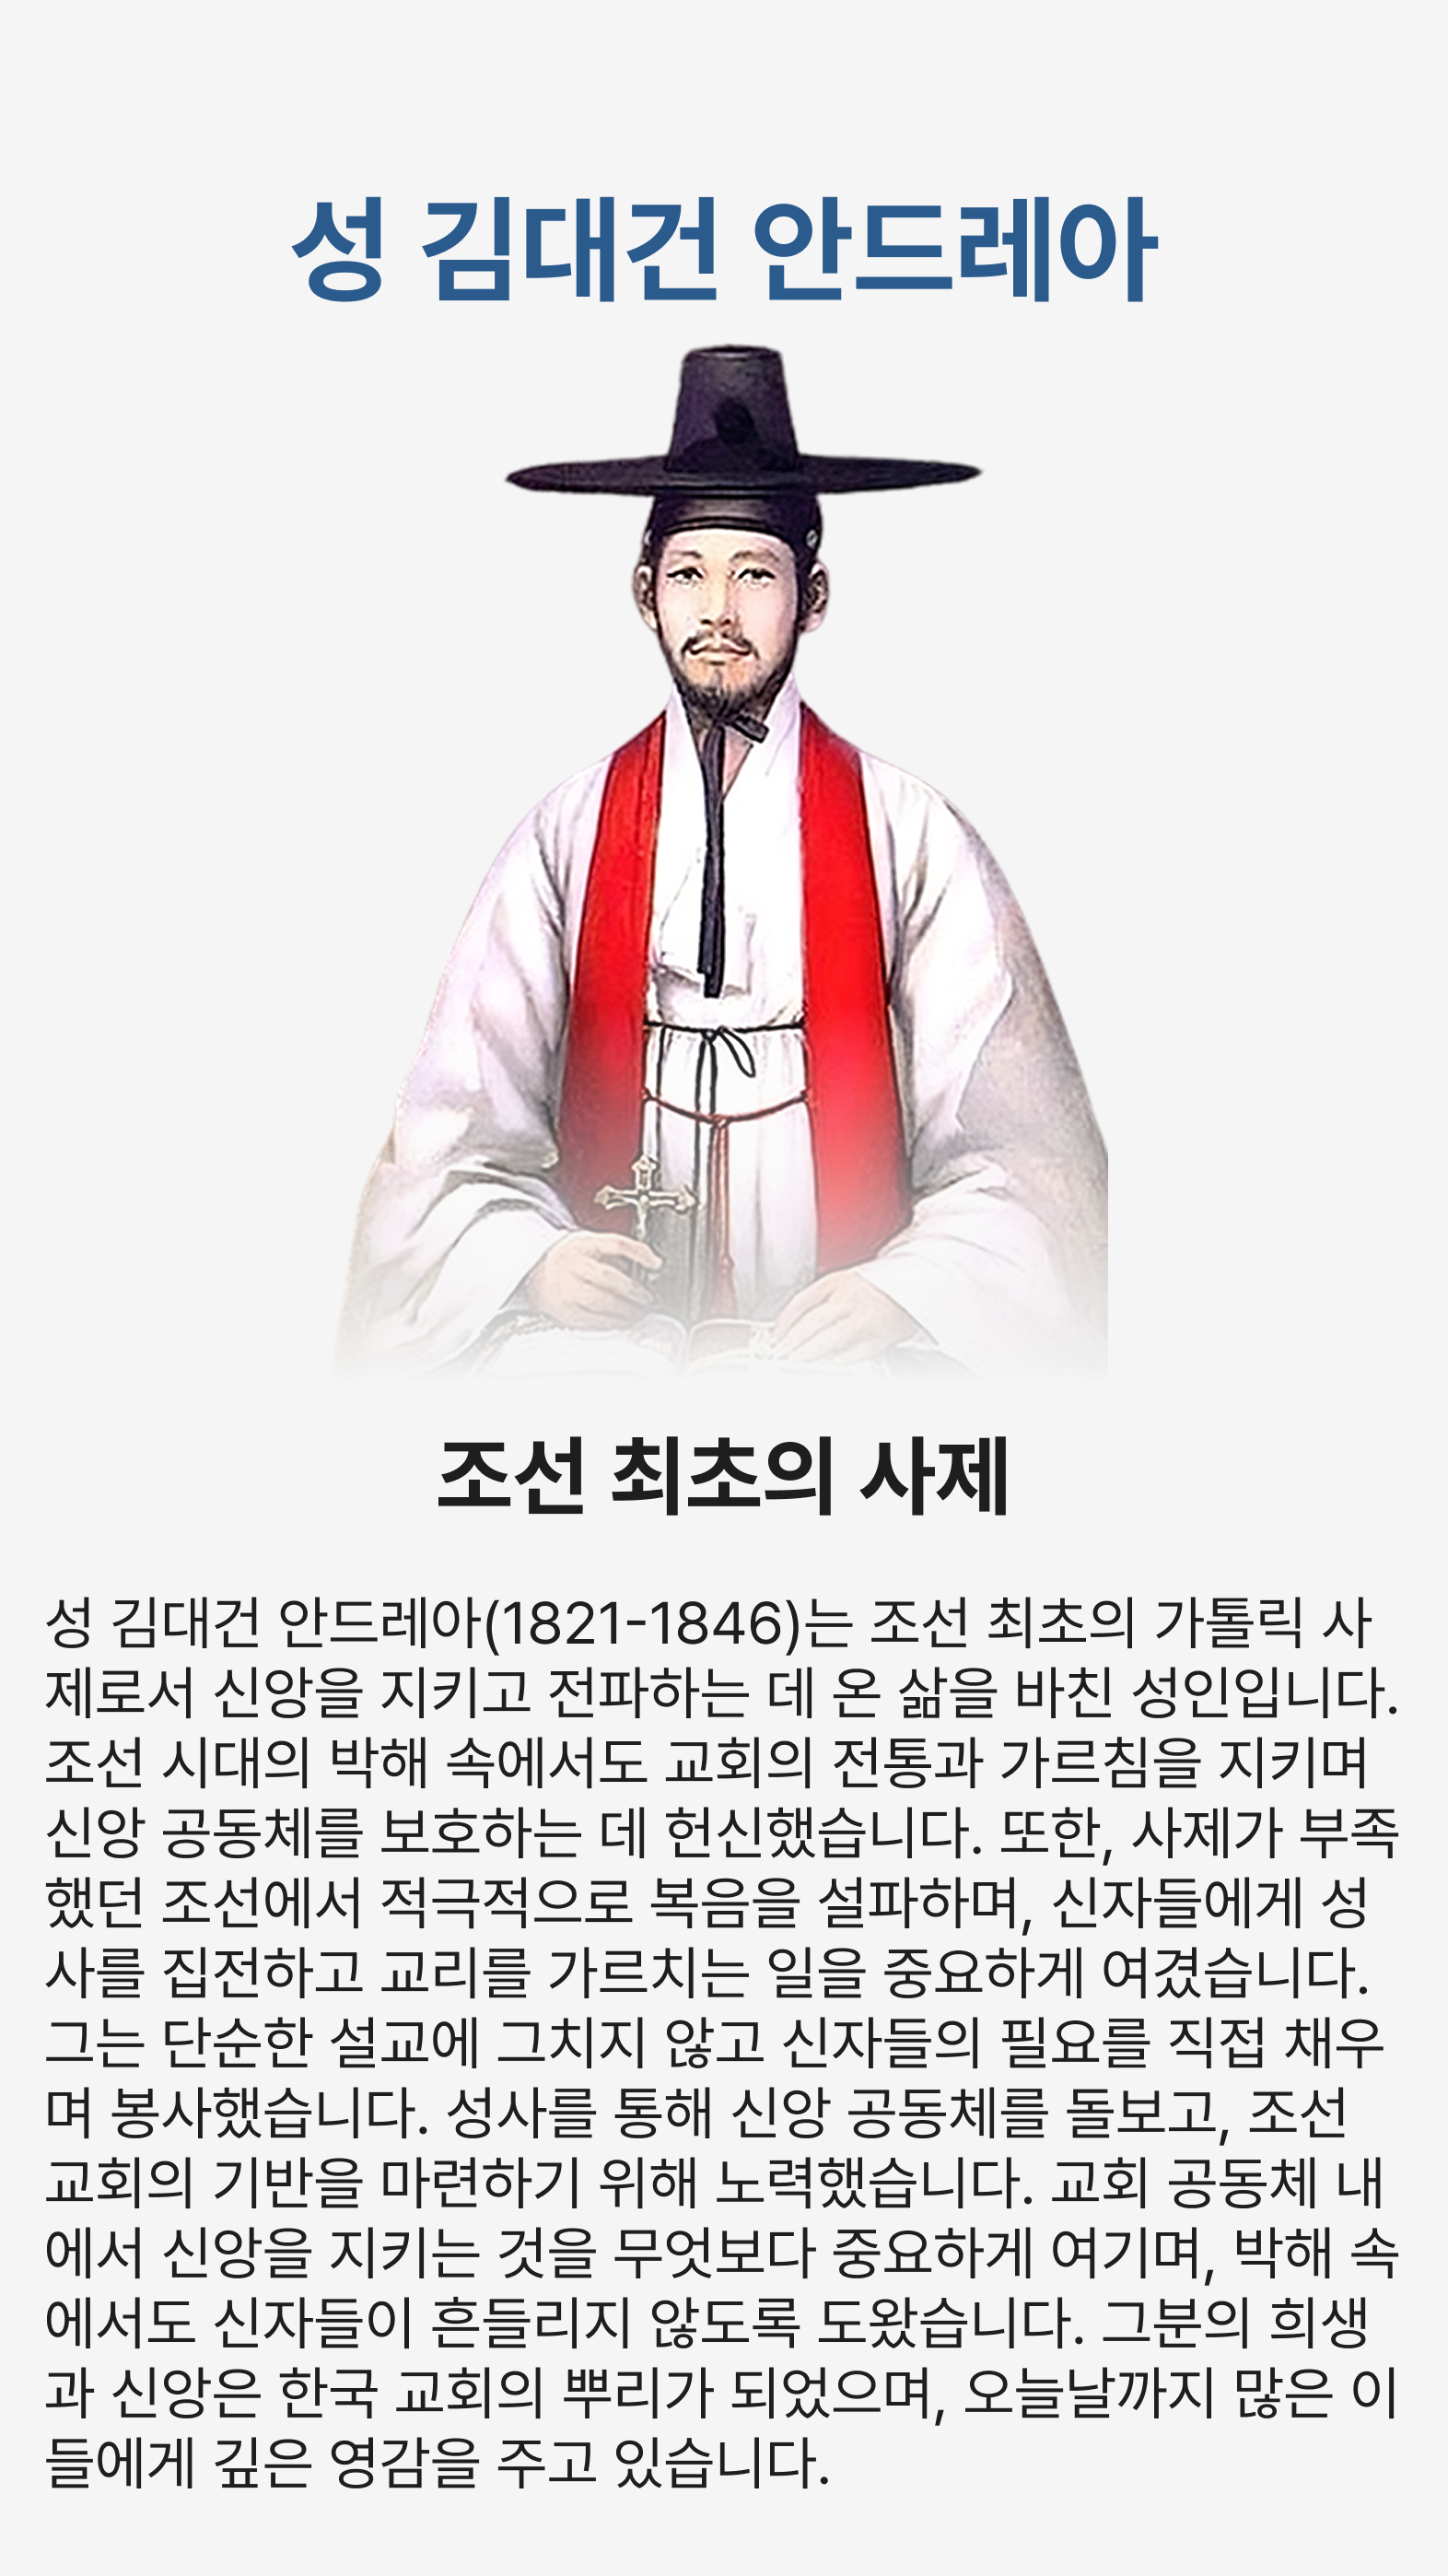 성 김대건 안드레아
조선 최초의 사제
성 김대건 안드레아(1821-1846)는 조선 최초의 가톨릭 사
제로서 신앙을 지키고 전파하는 데 온 삶을 바친 성인입니다.
조선 시대의 박해 속에서도 교회의 전통과 가르침을 지키며
신앙 공동체를 보호하는 데 헌신했습니다. 또한, 사제가 부족
했던 조선에서 적극적으로 복음을 설파하며, 신자들에게 성
사를 집전하고 교리를 가르치는 일을 중요하게 여겼습니다.
그는 단순한 설교에 그치지 않고 신자들의 필요를 직접 채우
며 봉사했습니다. 성사를 통해 신앙 공동체를 돌보고, 조선
교회의 기반을 마련하기 위해 노력했습니다. 교회 공동체 내
에서 신앙을 지키는 것을 무엇보다 중요하게 여기며, 박해 속
에서도 신자들이 흔들리지 않도록 도왔습니다. 그분의 희생
과 신앙은 한국 교회의 뿌리가 되었으며, 오늘날까지 많은 이
들에게 깊은 영감을 주고 있습니다.